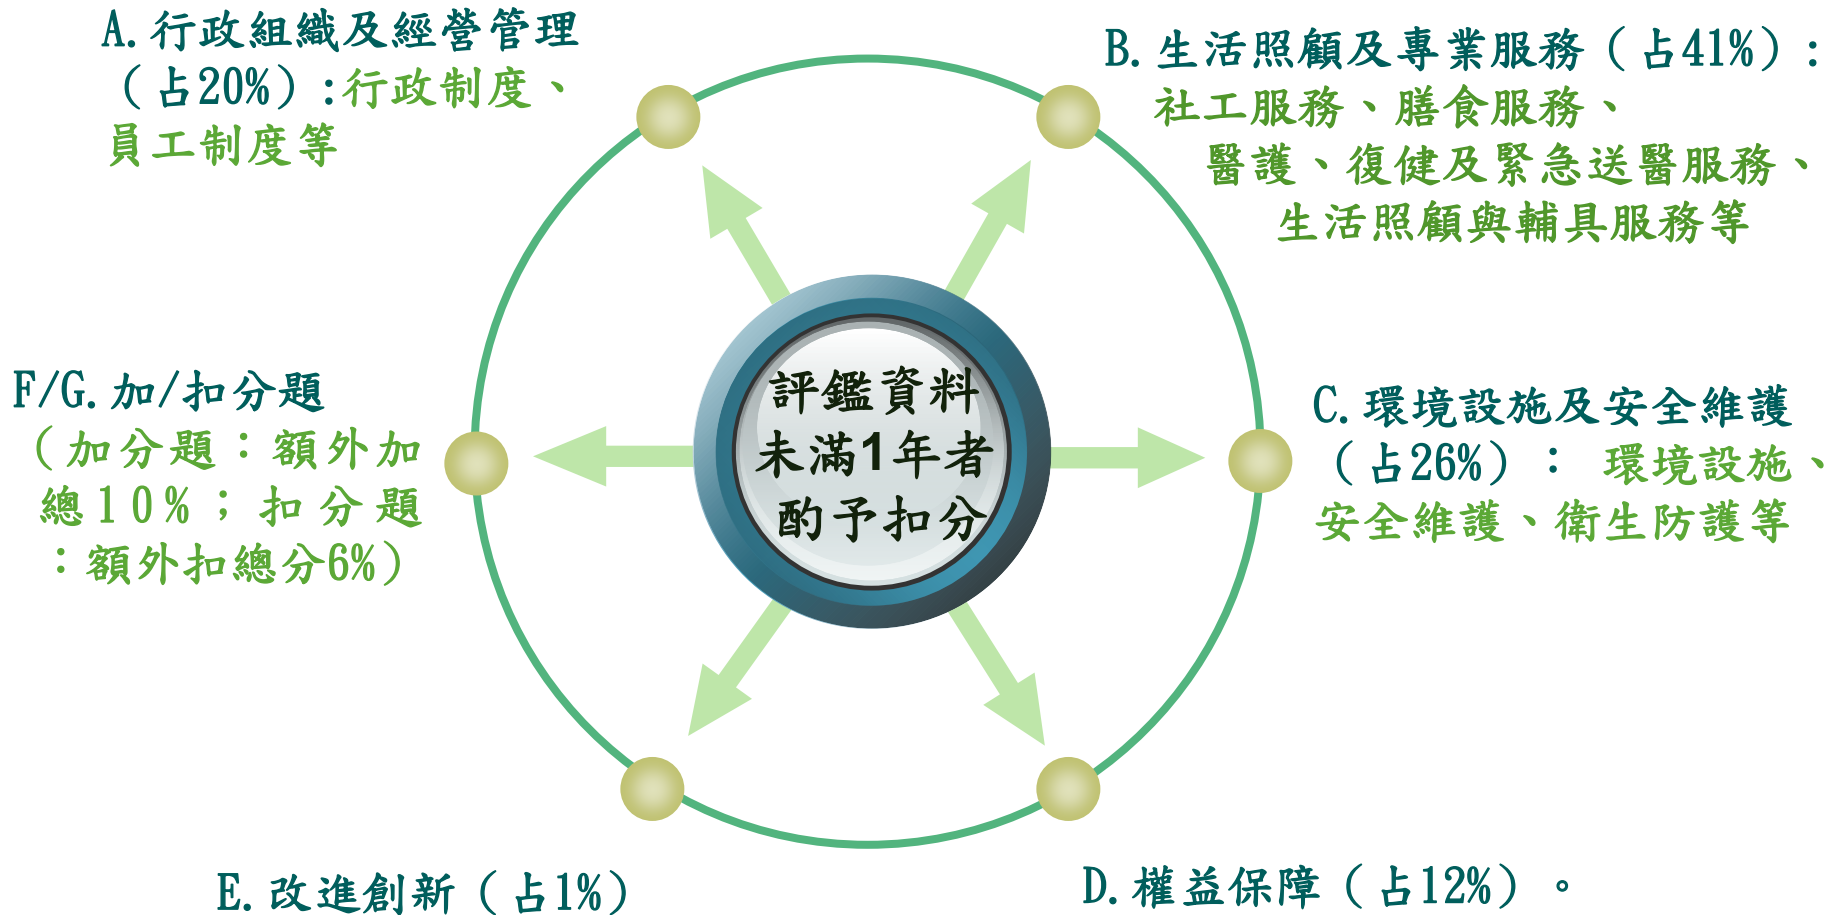 A.行政組織及經營管理
（占20%）:行政制度、
員工制度等
B.生活照顧及專業服務（占41%）:
社工服務、膳食服務、
醫護、復健及緊急送醫服務、
生活照顧與輔具服務等
F/G.加/扣分題
（加分題：額外加
總10%；扣分題
：額外扣總分6%)
評鑑資料
未滿1年者
酌予扣分
C.環境設施及安全維護
（占26%）： 環境設施、
安全維護、衛生防護等
E.改進創新（占1%）
D.權益保障（占12%）。